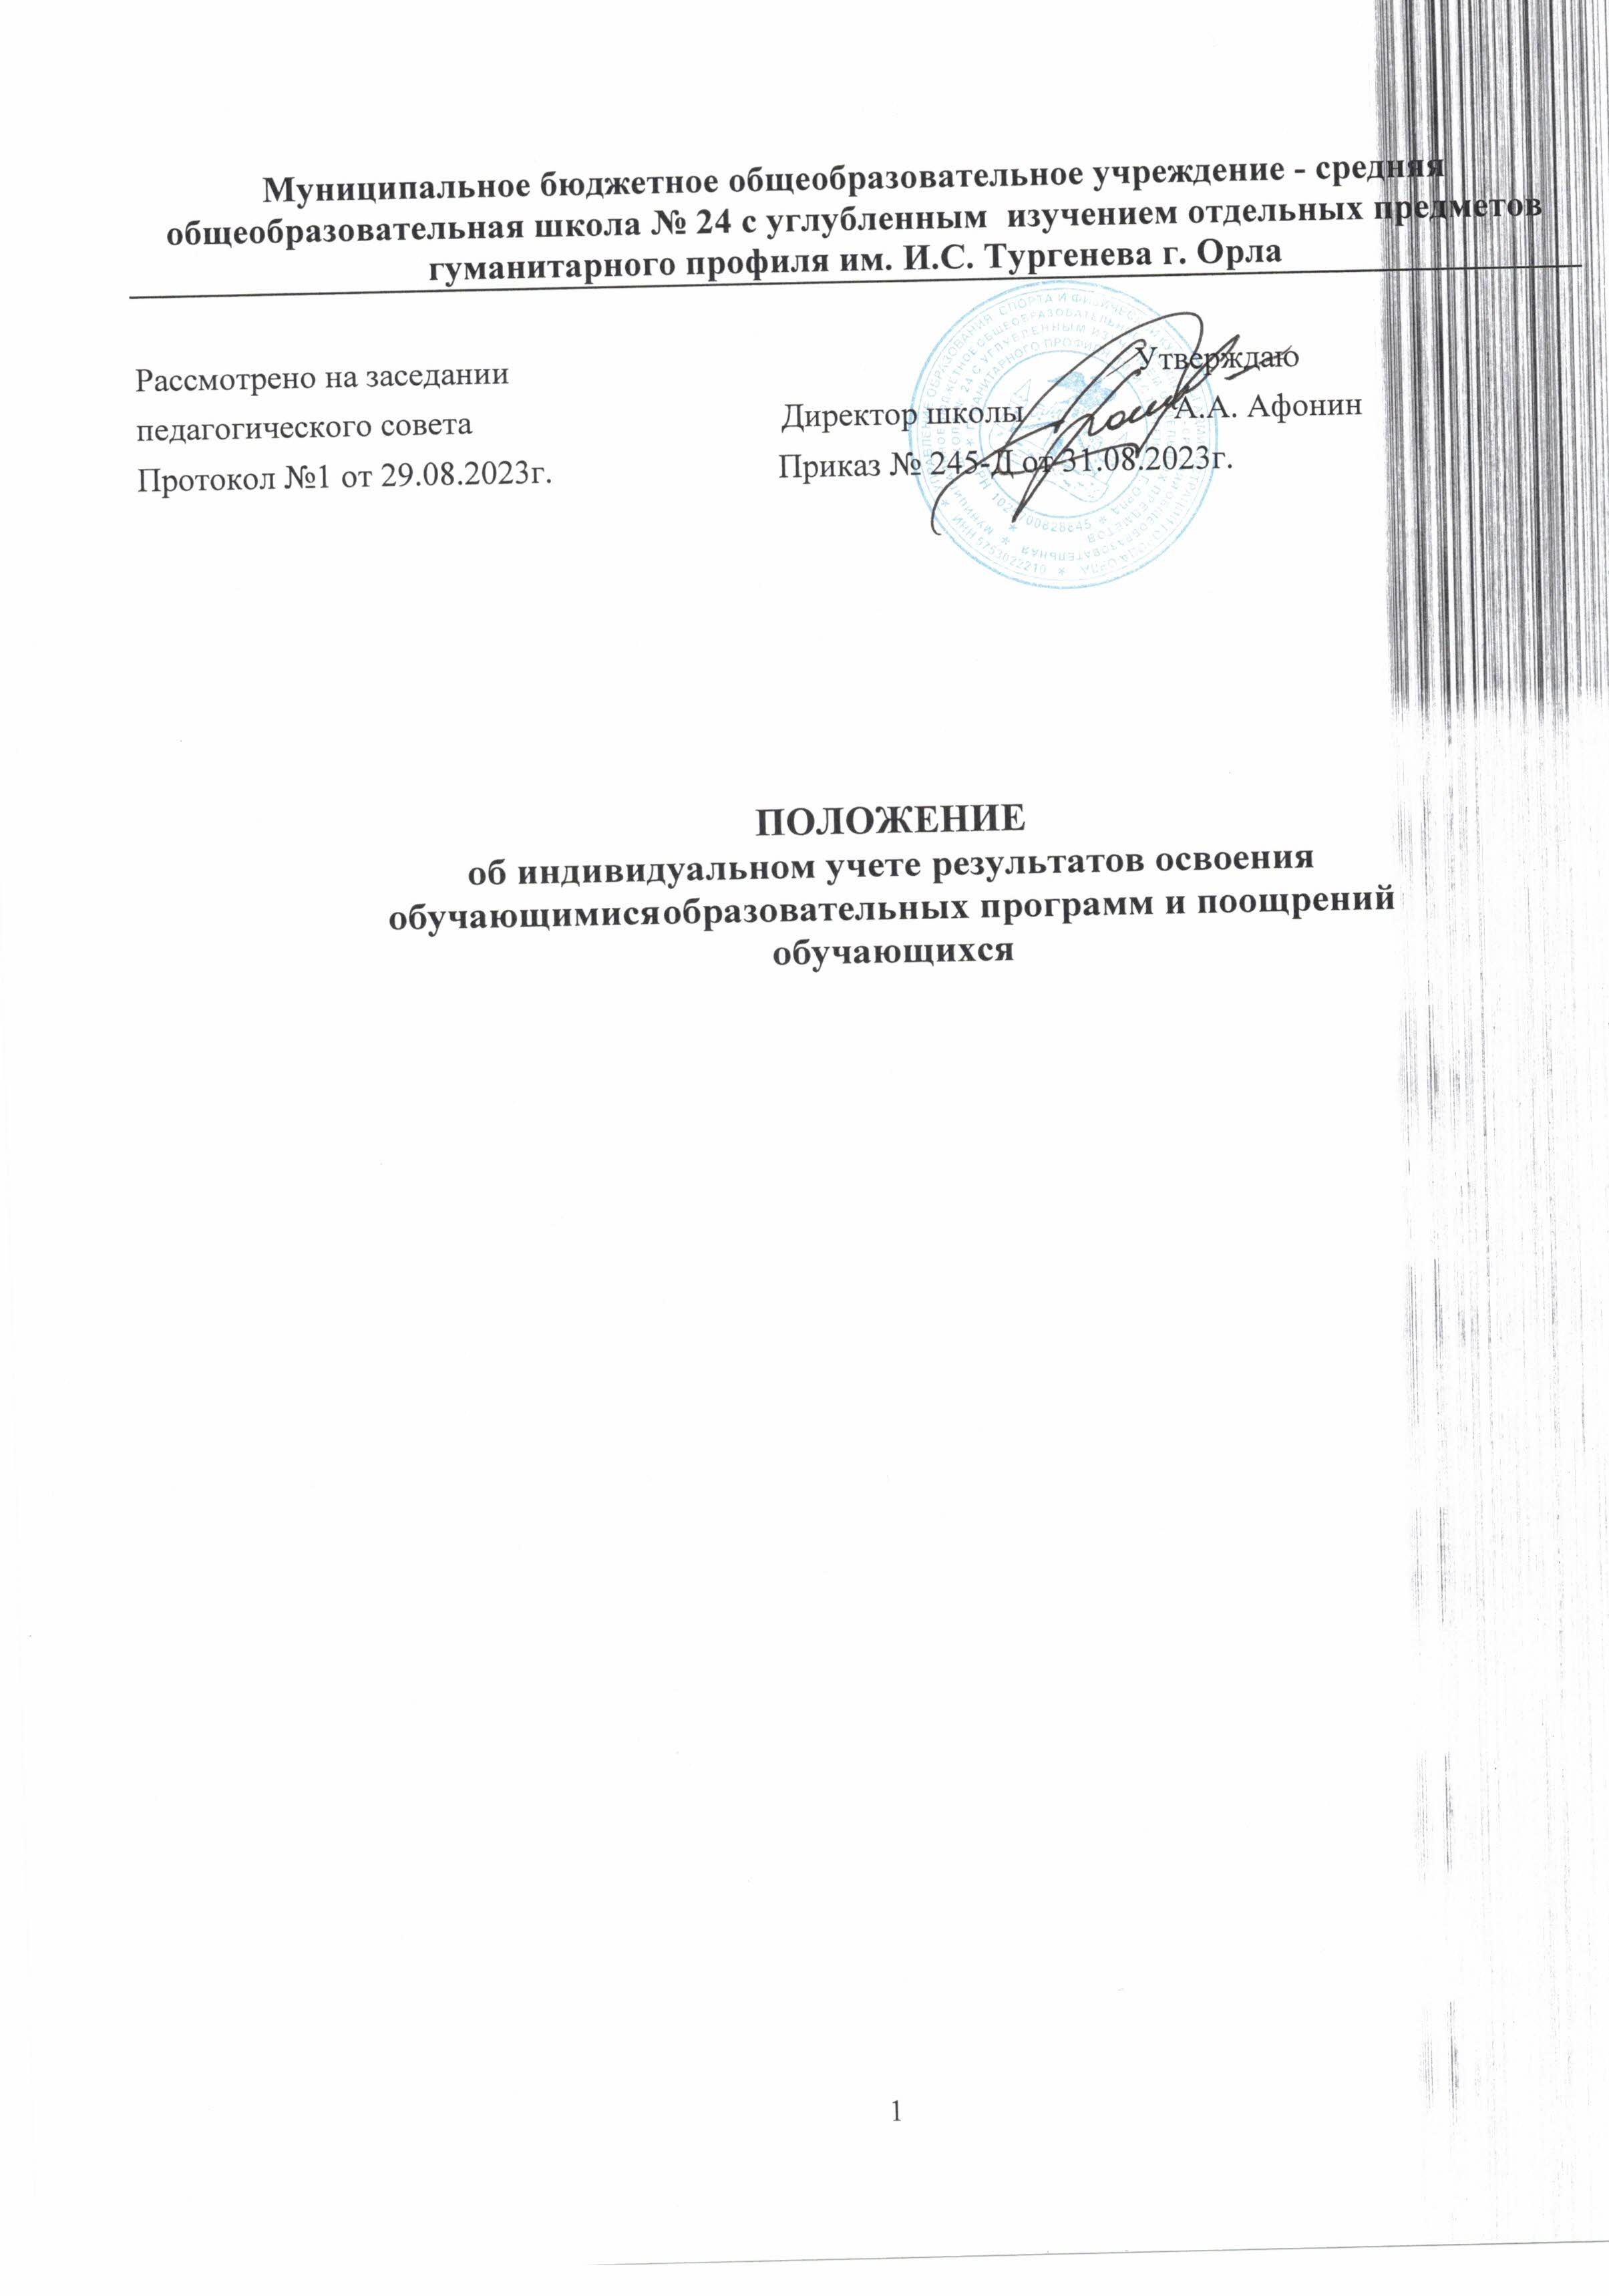 Муниципальное бюджетное общеобразовательное учреждение - средняя
общеобразовательная школа № 24 с углубленным изучением отдельных предметов
гуманитарного профиля им. И.С. Тургенева г. Орла
Рассмотрено на заседании
педагогического совета
Протокол №1 от 29.08.2023г.
Утверждаю
Директор школы А.А. Афонин
Приказ № 245-Д от 31.08.2023г.
ПОЛОЖЕНИЕ
об индивидуальном учете результатов освоения
обучающимисяобразовательных программ и поощрений
обучающихся
1